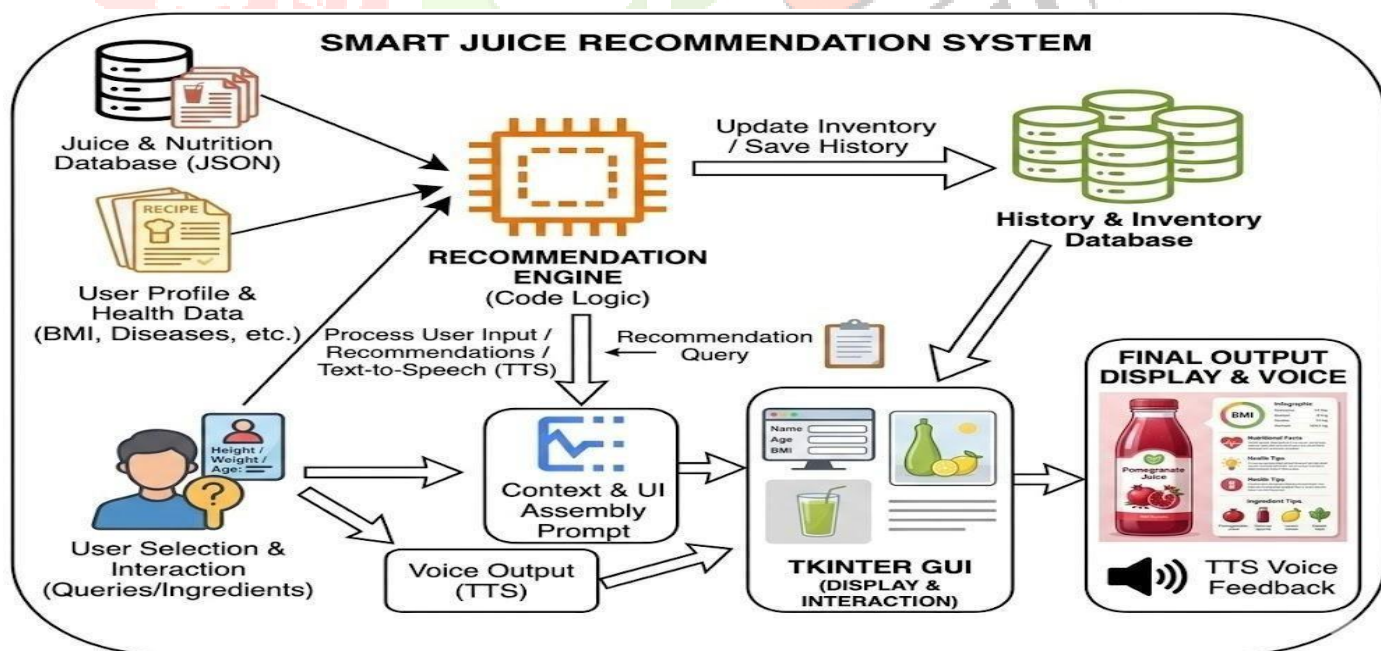 SMART JUICE RECOMMENDATION SYSTEM
Juice & Nutrition
Database (JSON)
RECIPE
User Profile &
Health Data
(BMI, Diseases, etc.)
Height /
Weight /
Age:
?
User Selection &
Interaction
(Queries/Ingredients)
RECOMMENDATION
ENGINE
(Code Logic)
Update Inventory
/ Save History
History & Inventory
Database
Process User Input /
Recommendations /
Text-to-Speech (TTS)
Recommendation
Query
Context & UI
Assembly
Prompt
Voice Output
(TTS)
Name
Age
BMI
TKINTER GUI
(DISPLAY &
INTERACTION)
FINAL OUTPUT
DISPLAY & VOICE
Pomegranate
Juice
BMI
Infographic
Nutritional Facts
Health Tips
Health Tips
Ingredient Tips
TTS Voice
Feedback